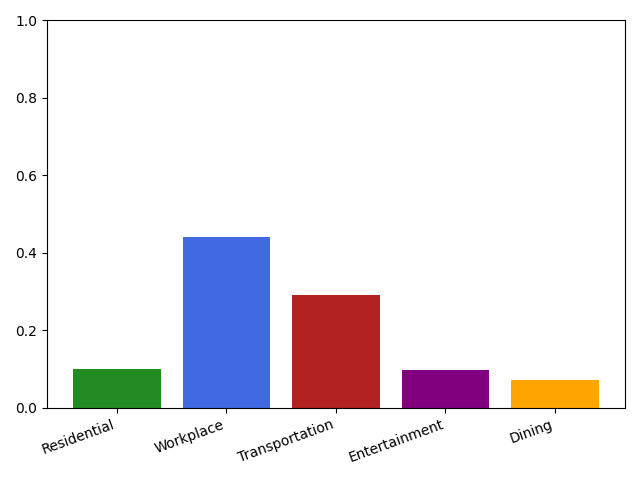 1.0
0.8
0.6
0.4
0.2
0.0
Residential
Workplace
Transportation
Entertainment
Dining